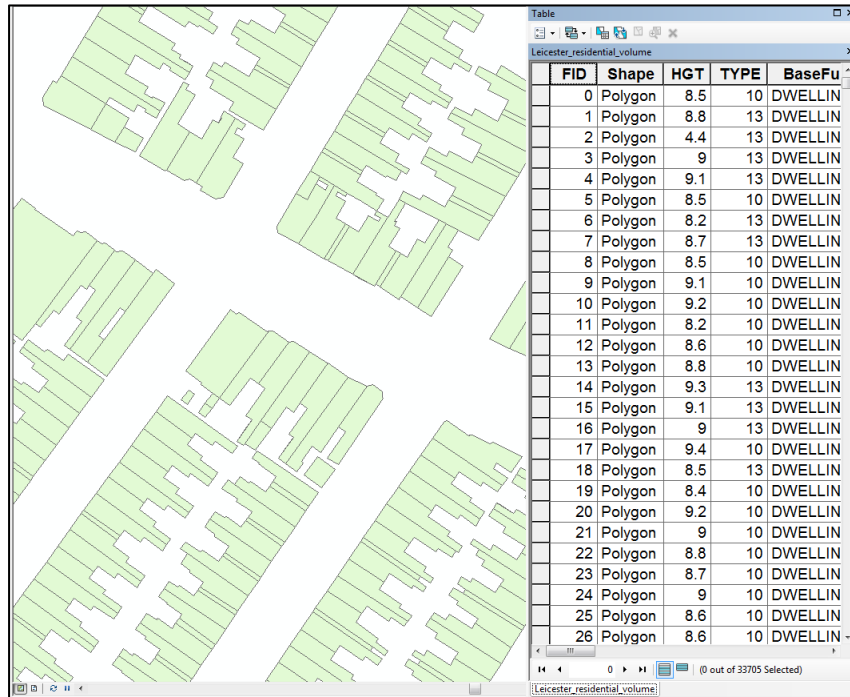 Table
Leicester_residential_volume
FID Shape HGT TYPE BaseFu
0 Polygon 8.5 10 DWELLIN
1 Polygon 8.8 13 DWELLIN
2 Polygon 4.4 13 DWELLIN
3 Polygon 9 13 DWELLIN
4 Polygon 9.1 13 DWELLIN
5 Polygon 8.5 10 DWELLIN
6 Polygon 8.2 13 DWELLIN
7 Polygon 8.7 13 DWELLIN
8 Polygon 8.5 10 DWELLIN
9 Polygon 9.1 10 DWELLIN
10 Polygon 9.2 10 DWELLIN
11 Polygon 8.2 10 DWELLIN
12 Polygon 8.6 10 DWELLIN
13 Polygon 8.8 10 DWELLIN
14 Polygon 9.3 13 DWELLIN
15 Polygon 9.1 13 DWELLIN
16 Polygon 9 13 DWELLIN
17 Polygon 9.4 10 DWELLIN
18 Polygon 8.5 13 DWELLIN
19 Polygon 8.4 10 DWELLIN
20 Polygon 9.2 10 DWELLIN
21 Polygon 9 10 DWELLIN
22 Polygon 8.8 10 DWELLIN
23 Polygon 8.7 10 DWELLIN
24 Polygon 9 10 DWELLIN
25 Polygon 8.6 10 DWELLIN
26 Polygon 8.6 10 DWELLIN
0 (0 out of 33705 Selected)
Leicester_residential_volume